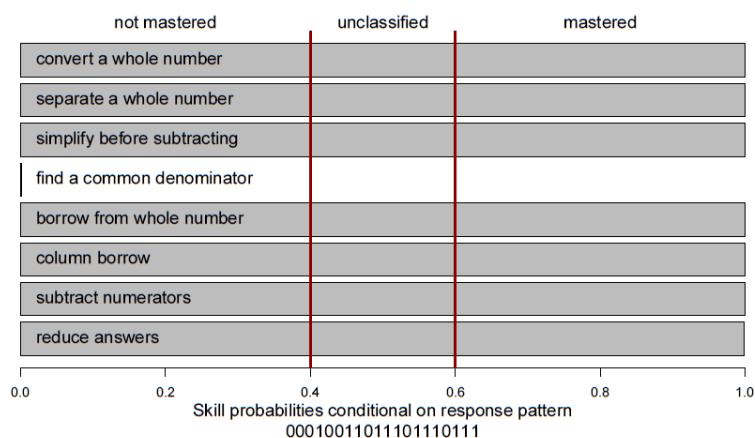 not mastered unclassified mastered
convert a whole number
separate a whole number
simplify before subtracting
find a common denominator
borrow from whole number
column borrow
subtract numerators
reduce answers
0.0 0.2 0.4 0.6 0.8 1.0
Skill probabilities conditional on response pattern
00010011011101110111